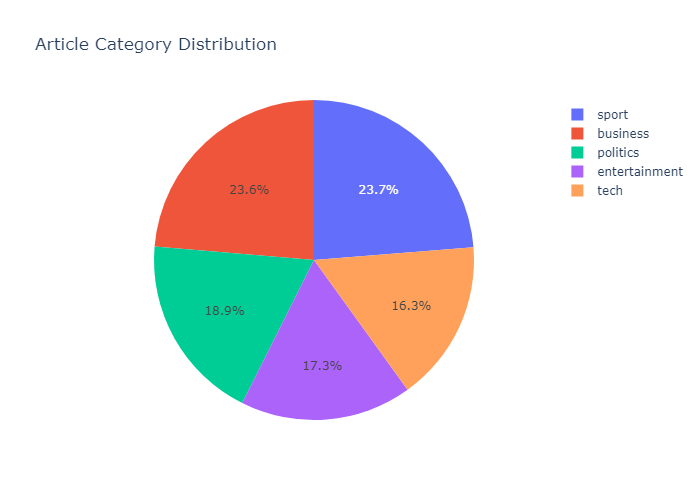 Article Category Distribution
sport
business
politics
entertainment
tech
23.6%
23.7%
18.9%
16.3%
17.3%